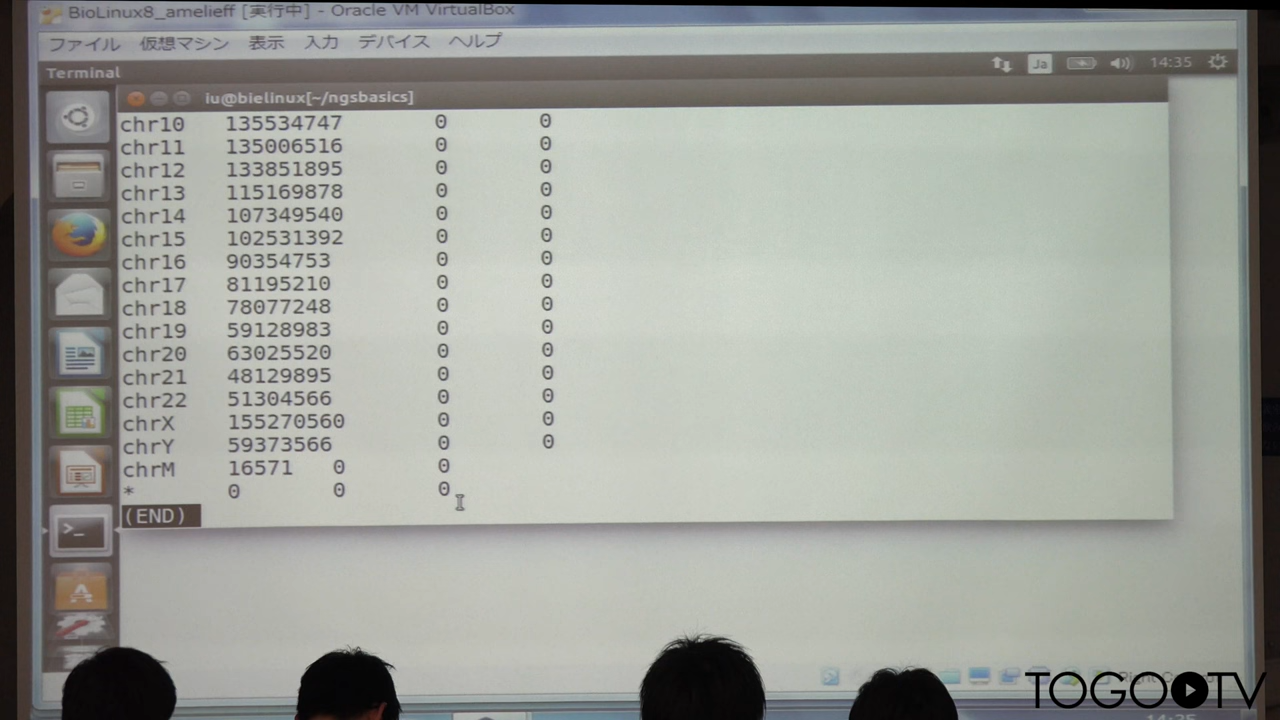 BioLinux8_amelieff [実行中] - Oracle VM VirtualBox
ファイル 仮想マシン 表示 入力 デバイス ヘルプ
Terminal Ja 14:35
iu@bielinux[~/ngsbasics]
chr10 135534747 0 0
chr11 135006516 0 0
chr12 133851895 0 0
chr13 115169878 0 0
chr14 107349540 0 0
chr15 102531392 0 0
chr16 90354753 0 0
chr17 81195210 0 0
chr18 78077248 0 0
chr19 59128983 0 0
chr20 63025520 0 0
chr21 48129895 0 0
chr22 51304566 0 0
chrX 155270560 0 0
chrY 59373566 0 0
chrM 16571 0 0
* 0 0 0
(END)
TOGO TV